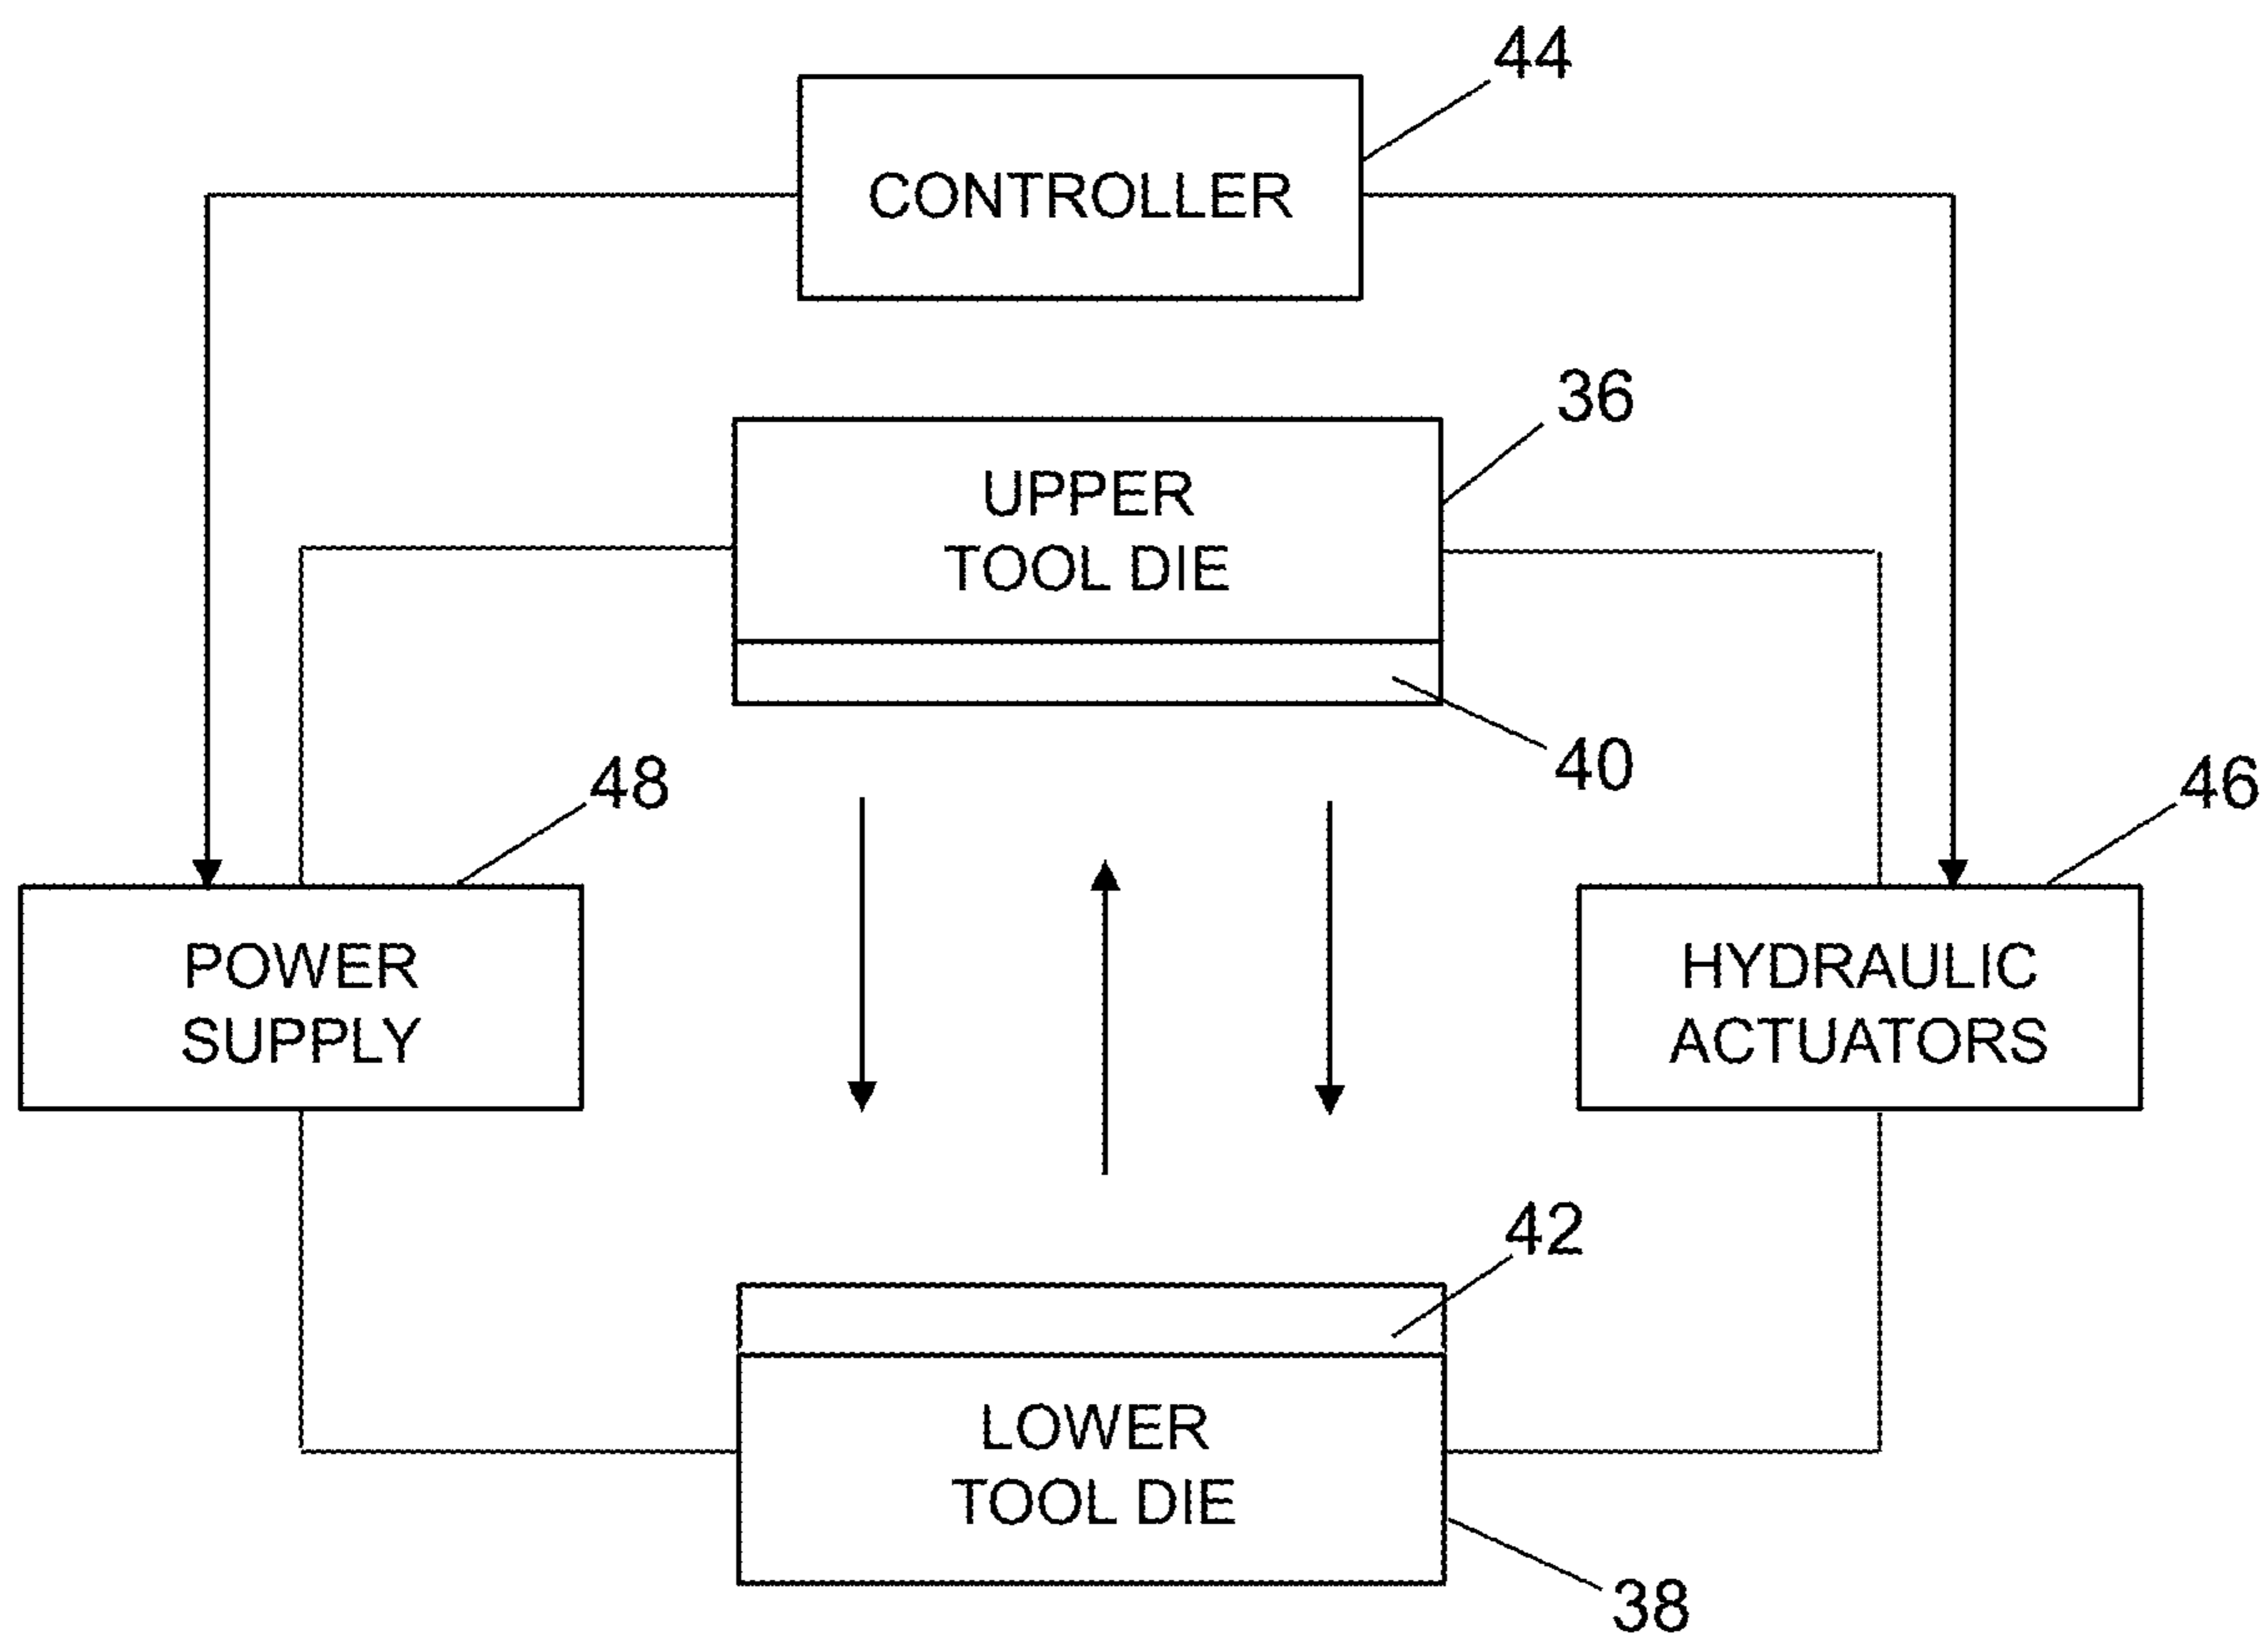 44
CONTROLLER
36
UPPER
TOOL DIE
40
48
46
POWER
SUPPLY
HYDRAULIC
ACTUATORS
42
LOWER
TOOL DIE
38